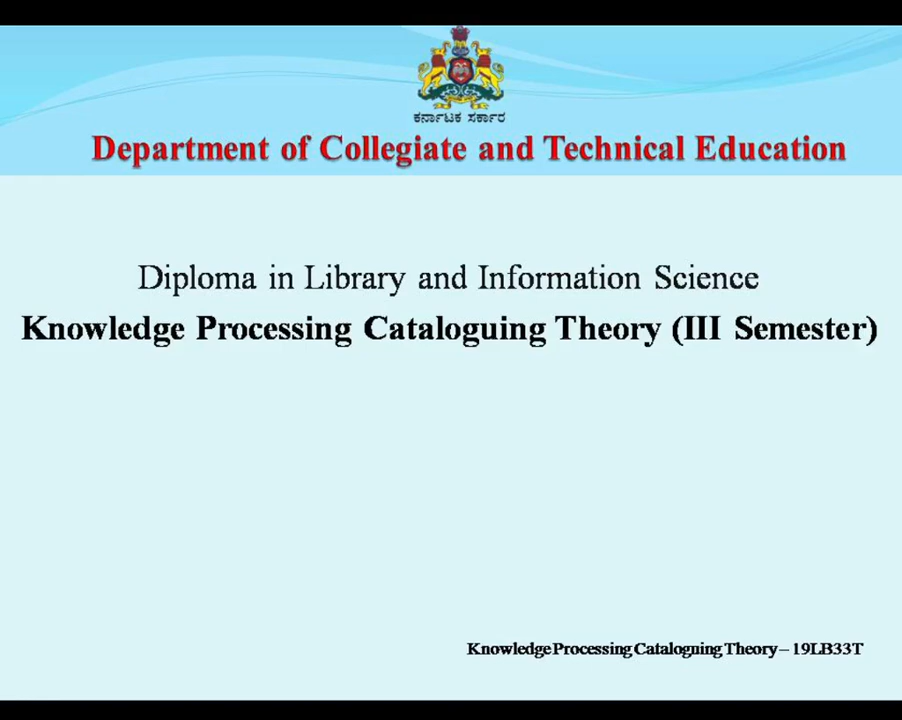 ಕರ್ನಾಟಕ ಸರ್ಕಾರ
Department of Collegiate and Technical Education
Diploma in Library and Information Science
Knowledge Processing Cataloguing Theory (III Semester)
Knowledge Processing Cataloguing Theory – 19LB33T